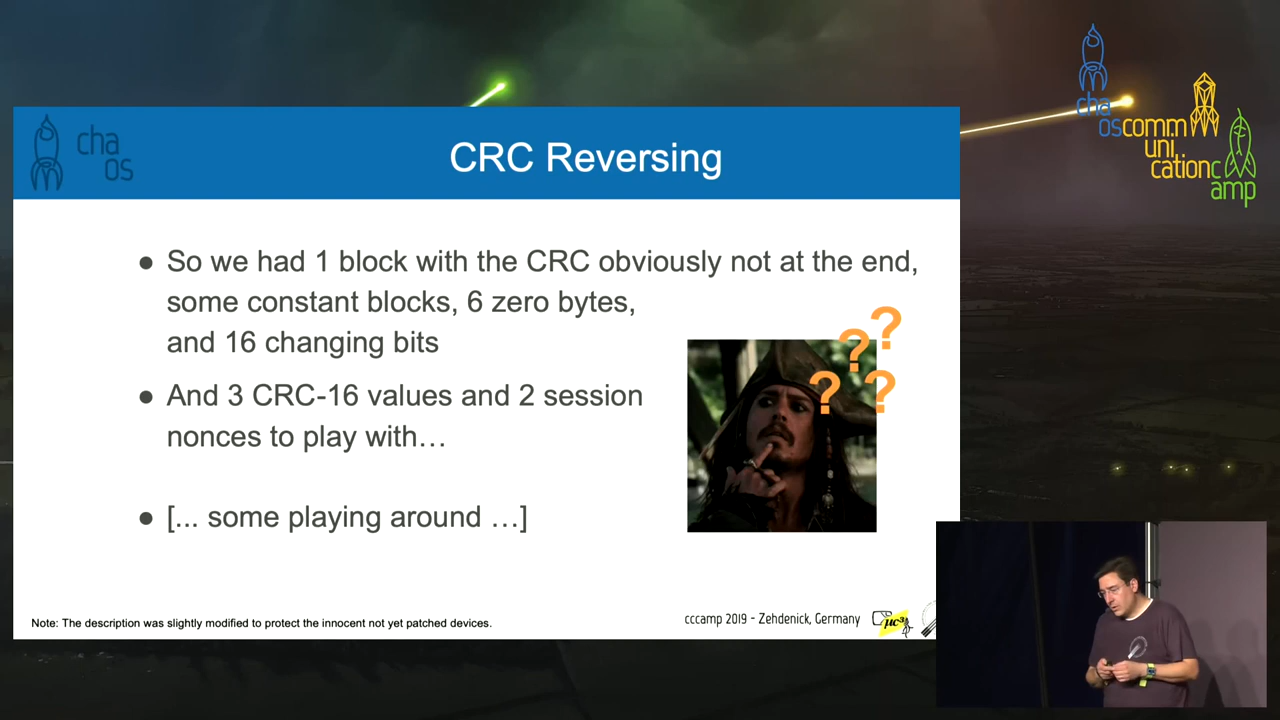 cha
os
CRC Reversing
cha
oscomm
uni
cationc
amp
● So we had 1 block with the CRC obviously not at the end,
some constant blocks, 6 zero bytes,
and 16 changing bits
● And 3 CRC-16 values and 2 session
nonces to play with…
● [... some playing around …]
? ? ? ?
Note: The description was slightly modified to protect the innocent not yet patched devices.
cccamp 2019 - Zehdenick, Germany
µc³